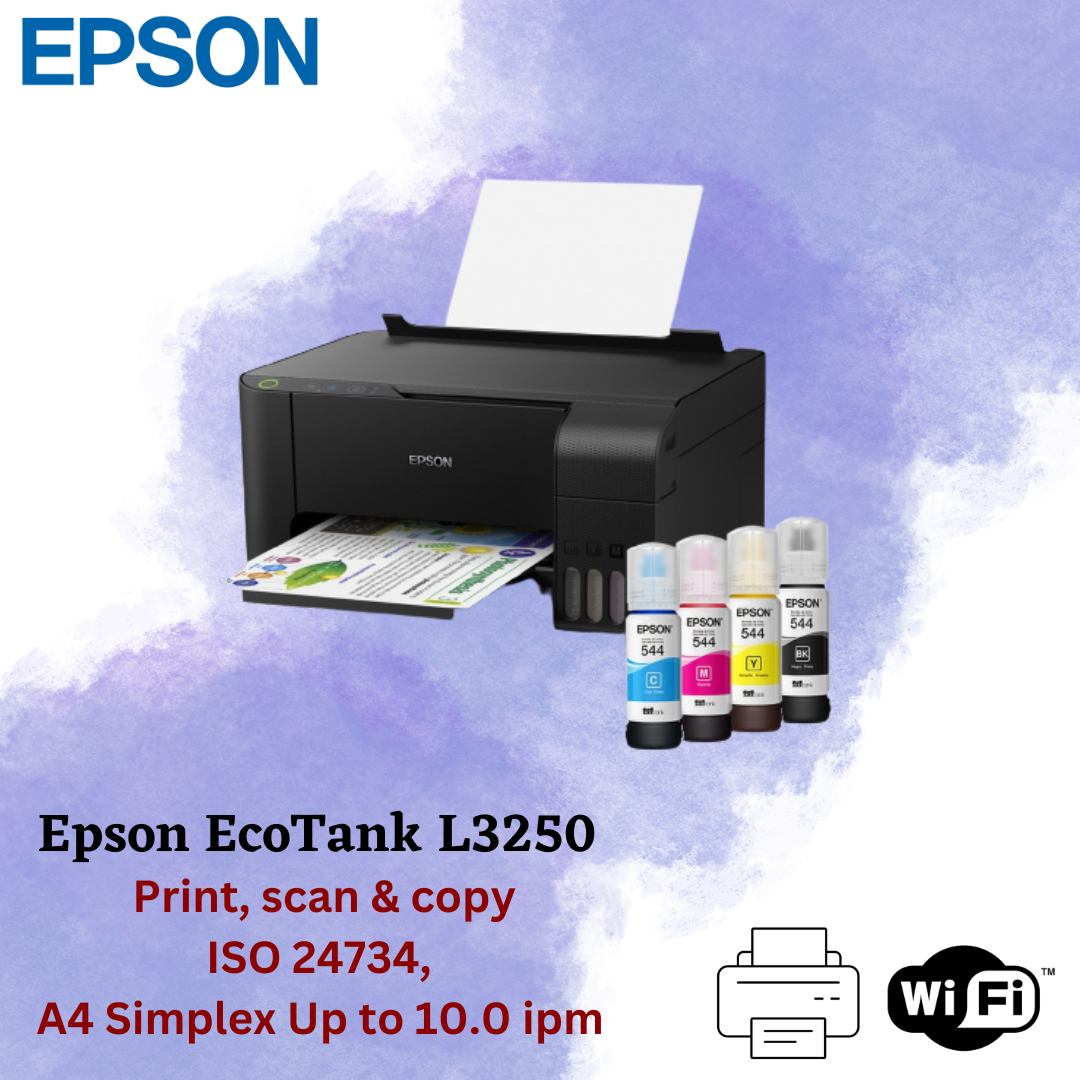 EPSON
EPSON
EPSON
544
C
EPSON
544
M
EPSON
544
Y
EPSON
544
BK
Epson EcoTank L3250
Print, scan & copy
ISO 24734,
A4 Simplex Up to 10.0 ipm
Wi Fi TM